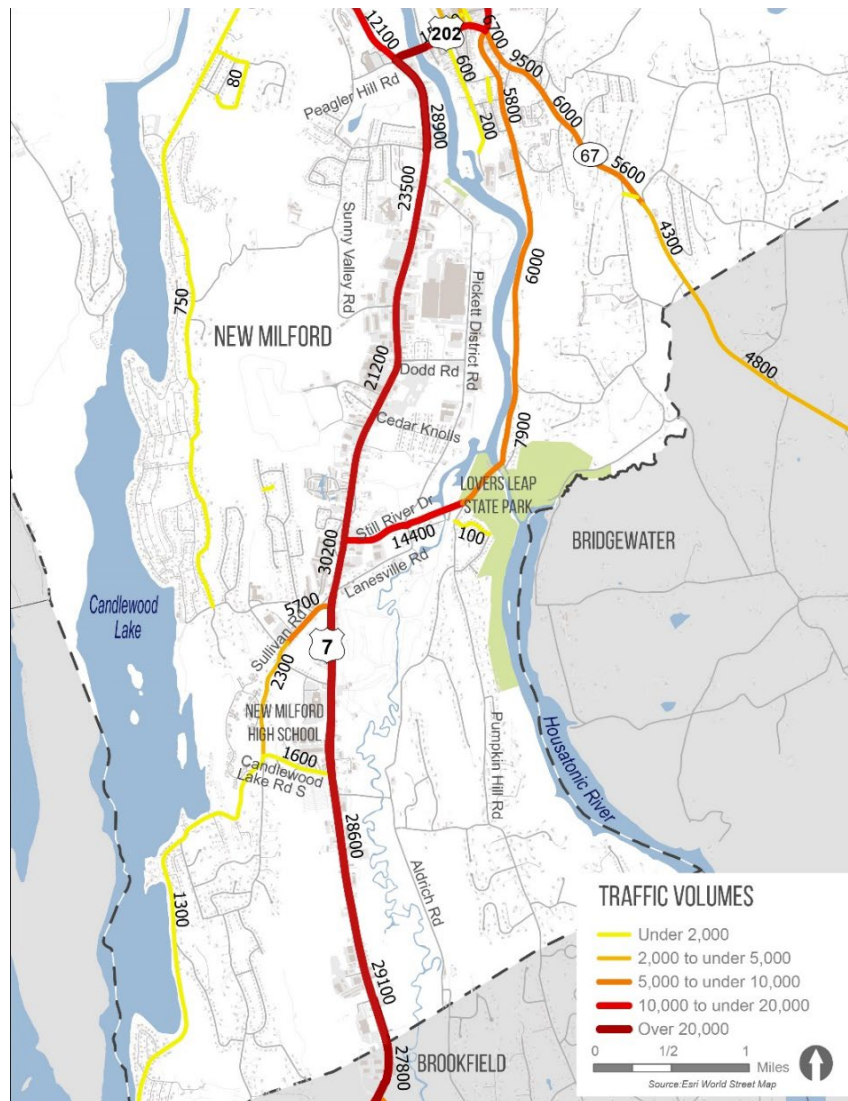 12100
202
6700
9500
600
80
Peagler Hill Rd
28900
200
5800
6000
67
5600
23500
Sunny Valley Rd
4300
750
6000
Pickett District Rd
NEW MILFORD
21200
Dodd Rd
4800
Cedar Knolls
7900
LOVERS LEAP
STATE PARK
Still River Dr
14400
100
BRIDGEWATER
30200
Lanesville Rd
Candlewood
Lake
5700
Sullivan Rd
7
2300
NEW MILFORD
HIGH SCHOOL
1600
Candlewood
Lake Rd S
Pumpkin Hill Rd
Housatonic River
28600
1300
Aldrich Rd
29100
27800
BROOKFIELD
TRAFFIC VOLUMES
Under 2,000
2,000 to under 5,000
5,000 to under 10,000
10,000 to under 20,000
Over 20,000
0 1/2 1
Miles
Source:Esri World Street Map